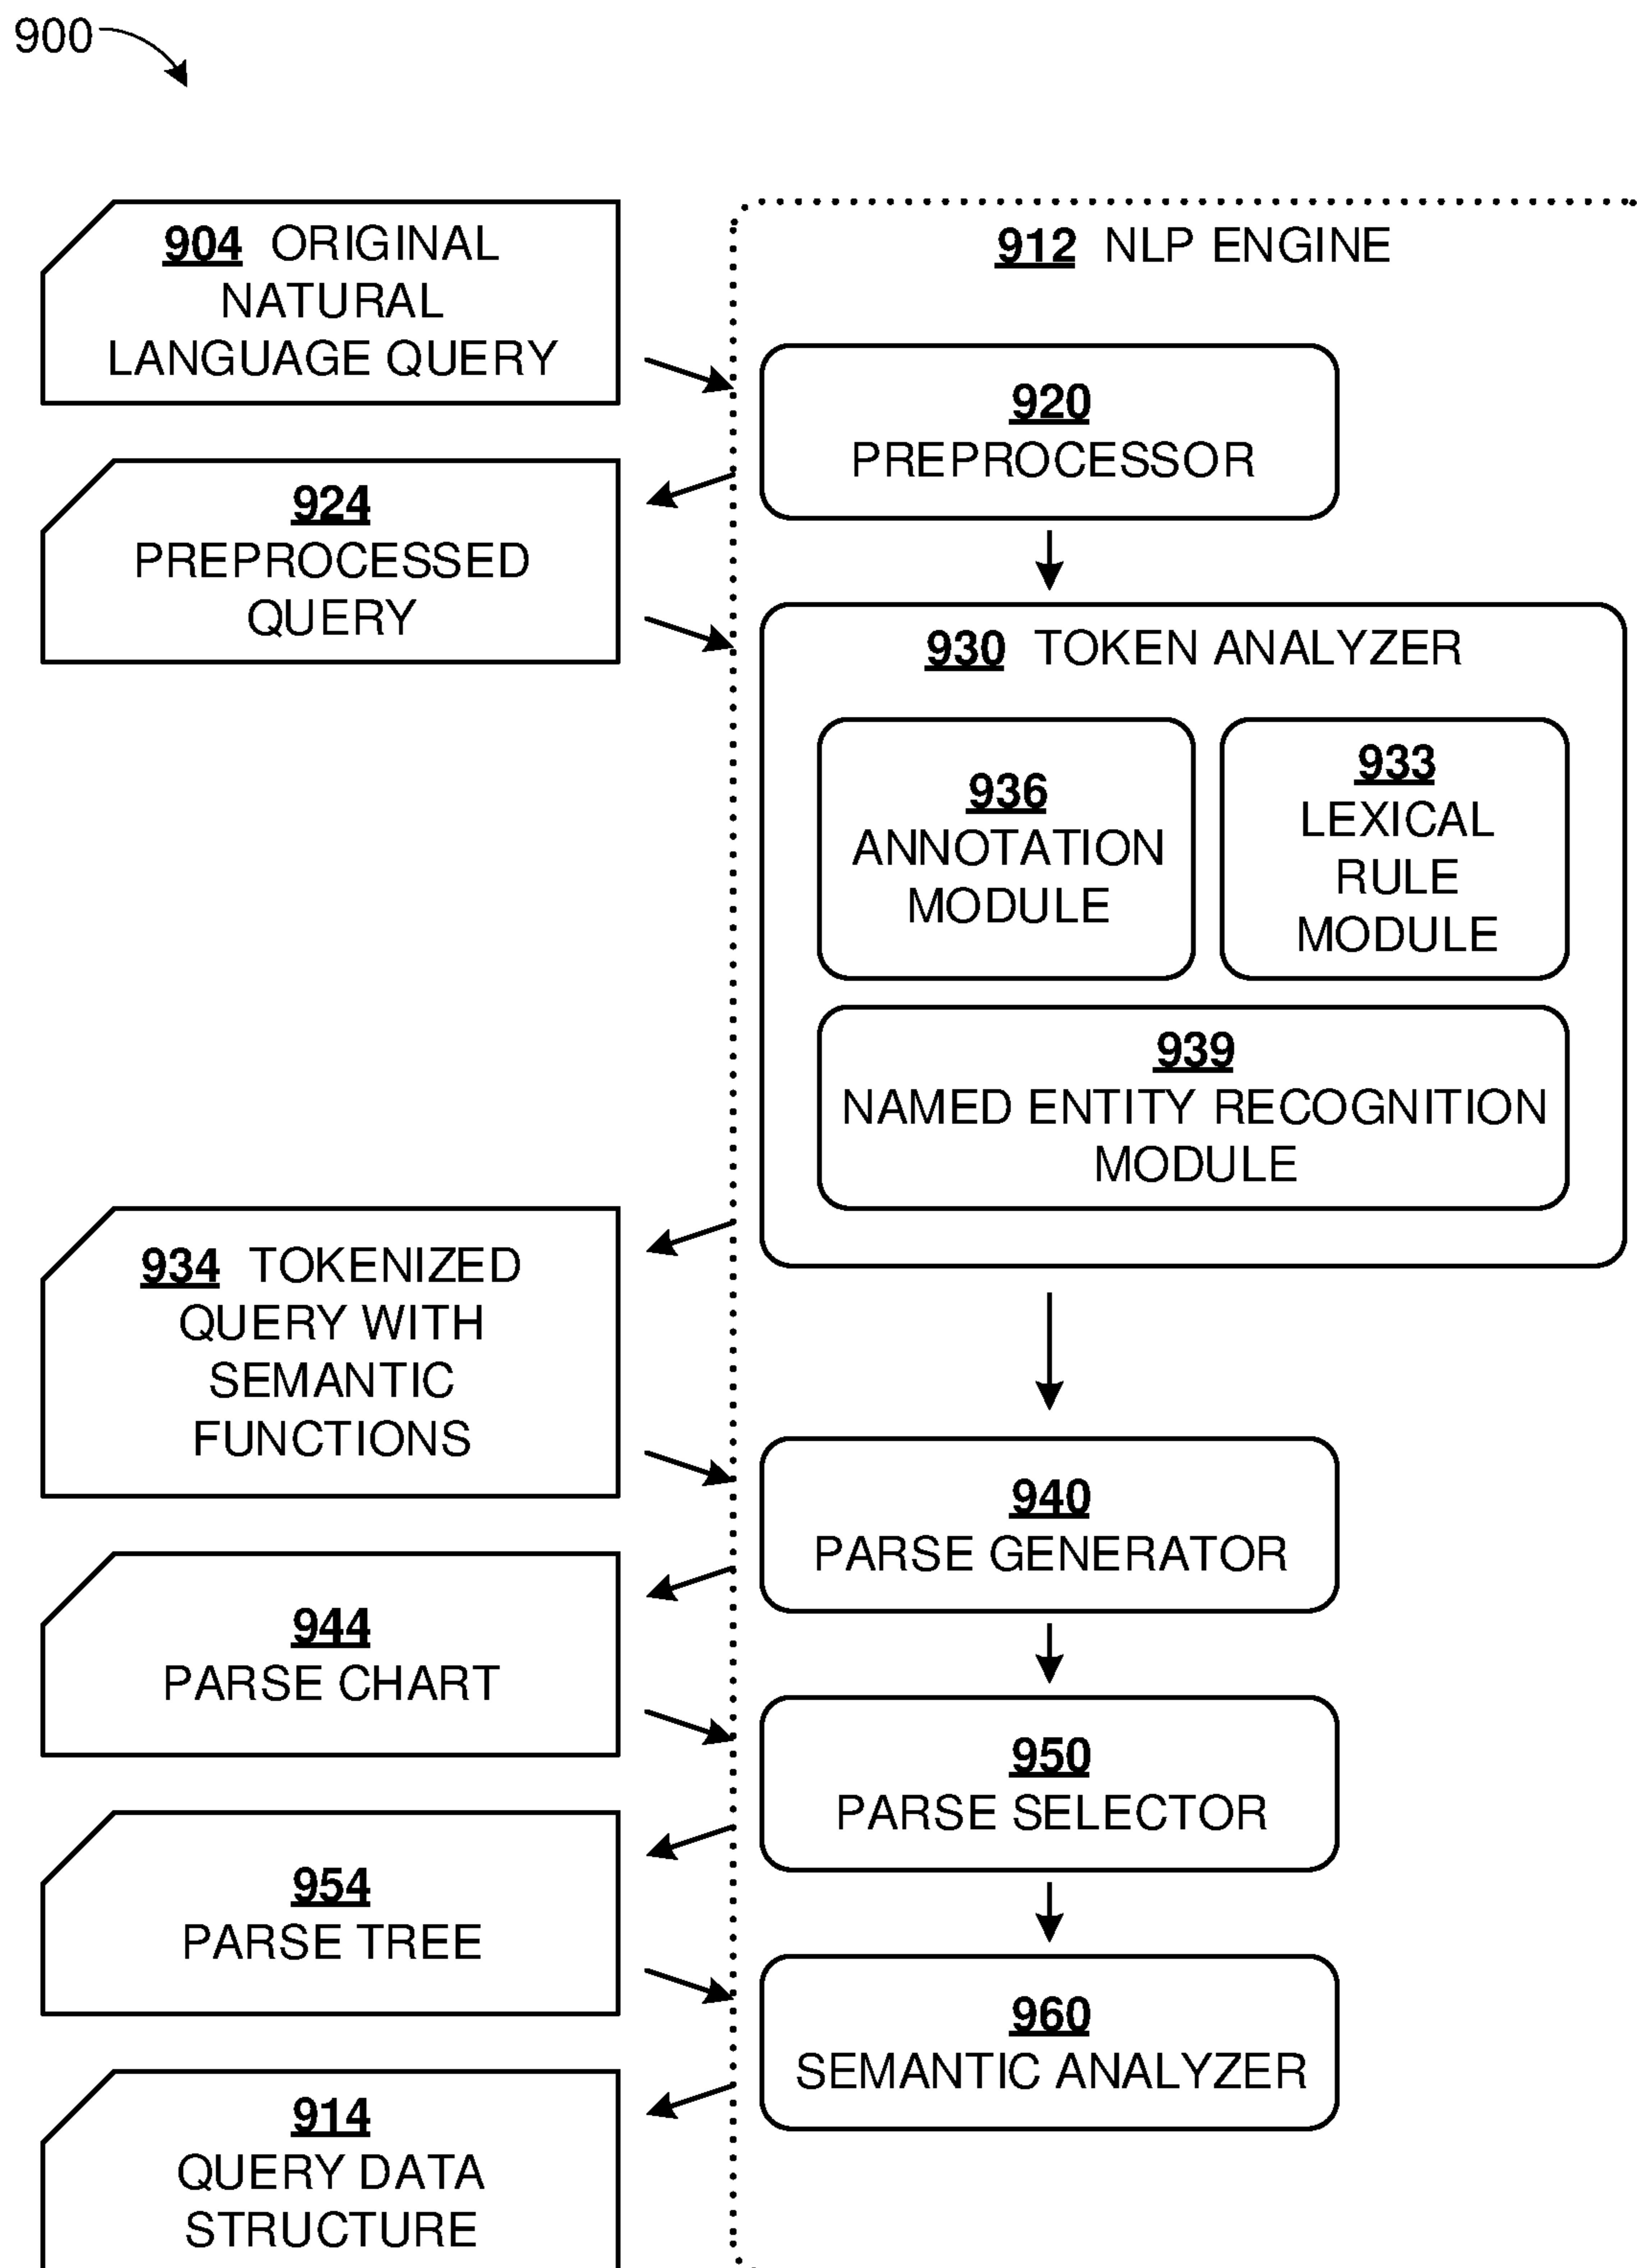 900
904 ORIGINAL
NATURAL
LANGUAGE QUERY
912 NLP ENGINE
920
PREPROCESSOR
924
PREPROCESSED
QUERY
930 TOKEN ANALYZER
936
ANNOTATION
MODULE
933
LEXICAL
RULE
MODULE
939
NAMED ENTITY RECOGNITION
MODULE
934 TOKENIZED
QUERY WITH
SEMANTIC
FUNCTIONS
940
PARSE GENERATOR
944
PARSE CHART
950
PARSE SELECTOR
954
PARSE TREE
960
SEMANTIC ANALYZER
914
QUERY DATA
STRUCTURE